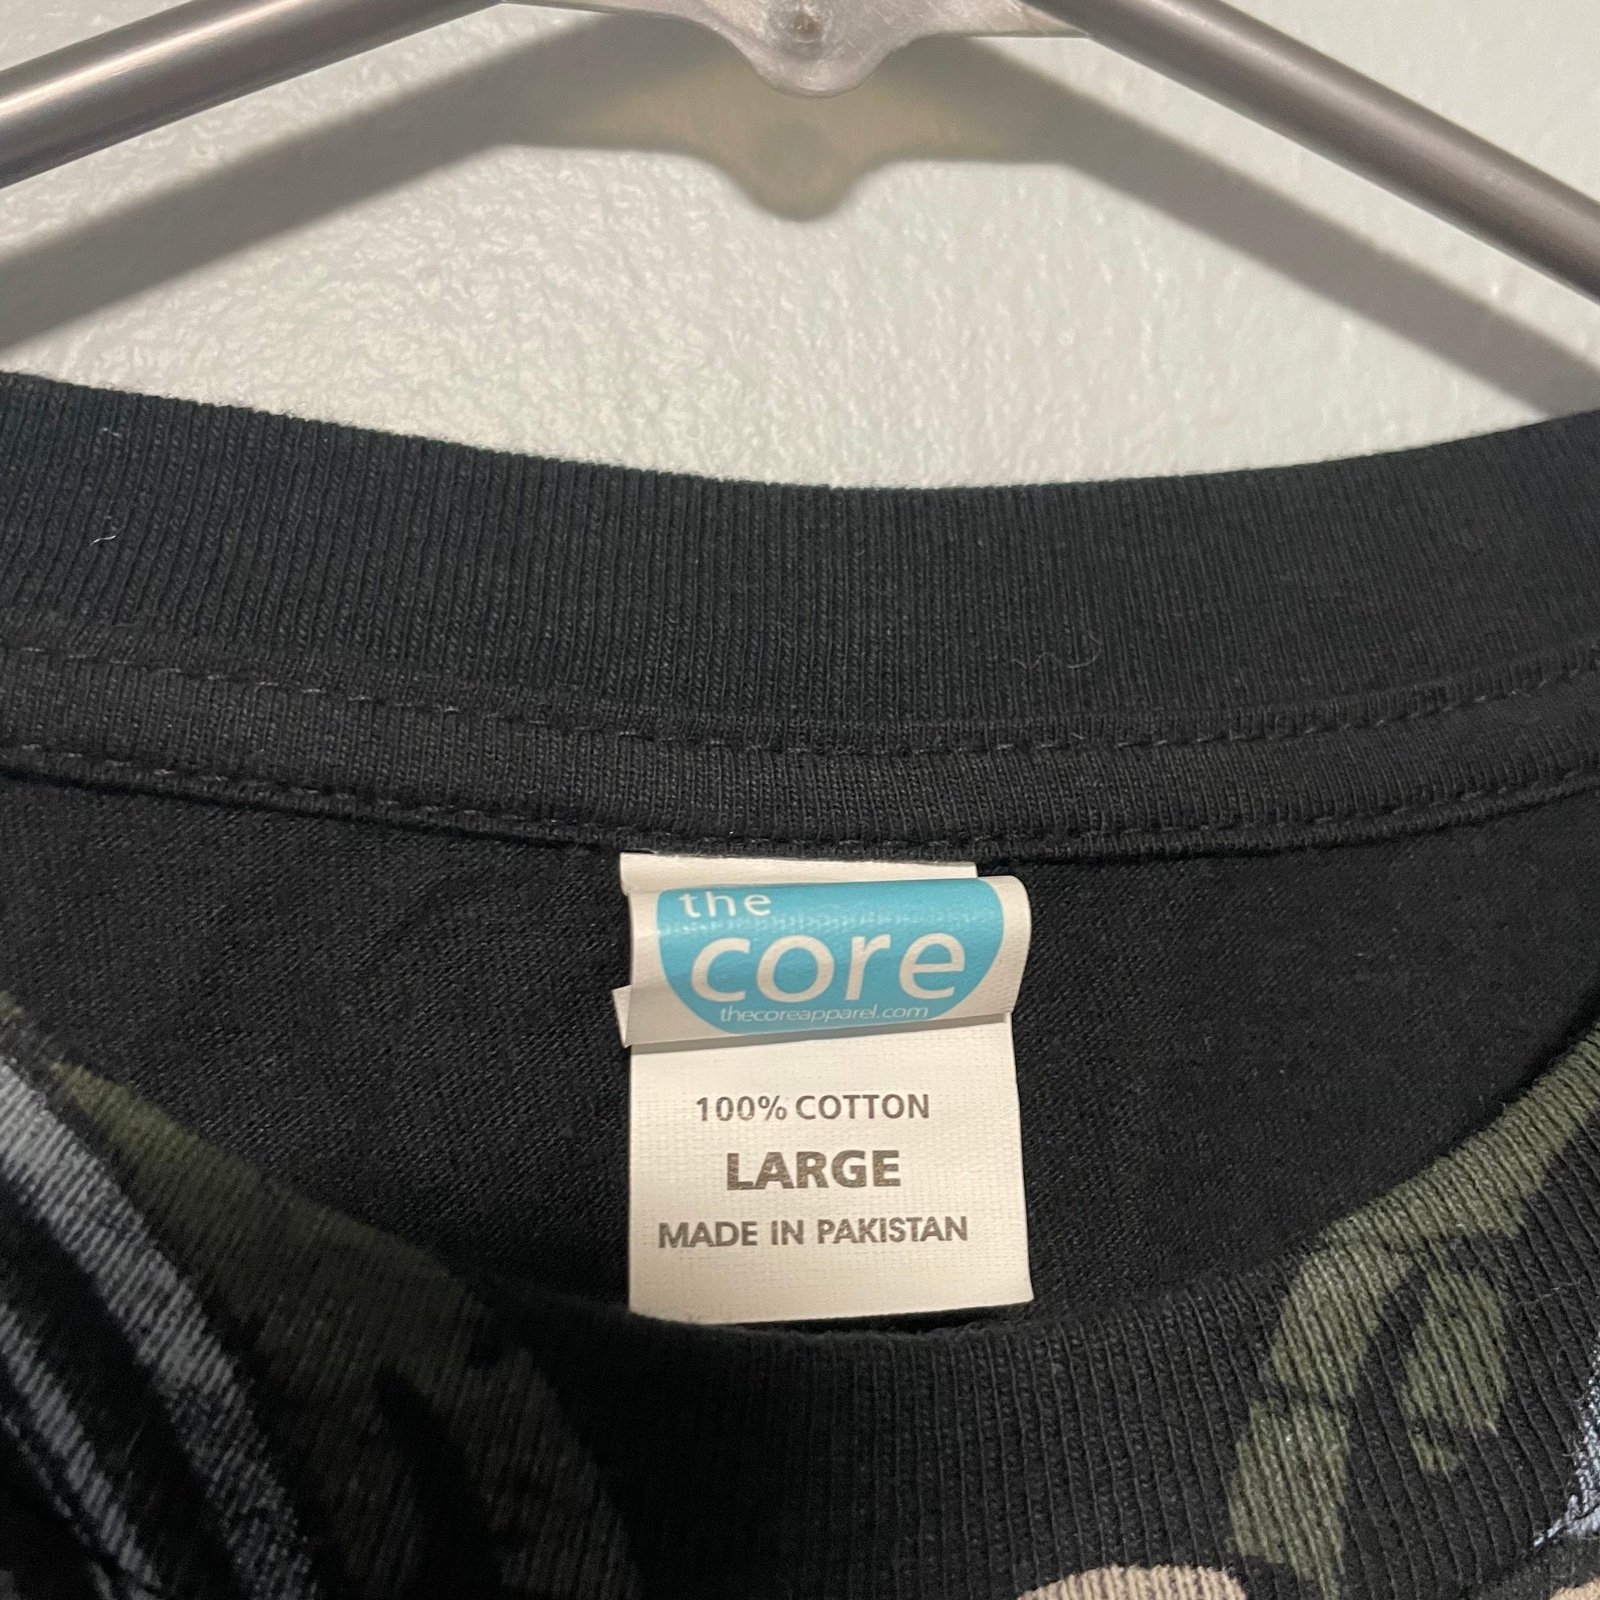 the
core
thecoreapparel.com
100% COTTON
LARGE
MADE IN PAKISTAN